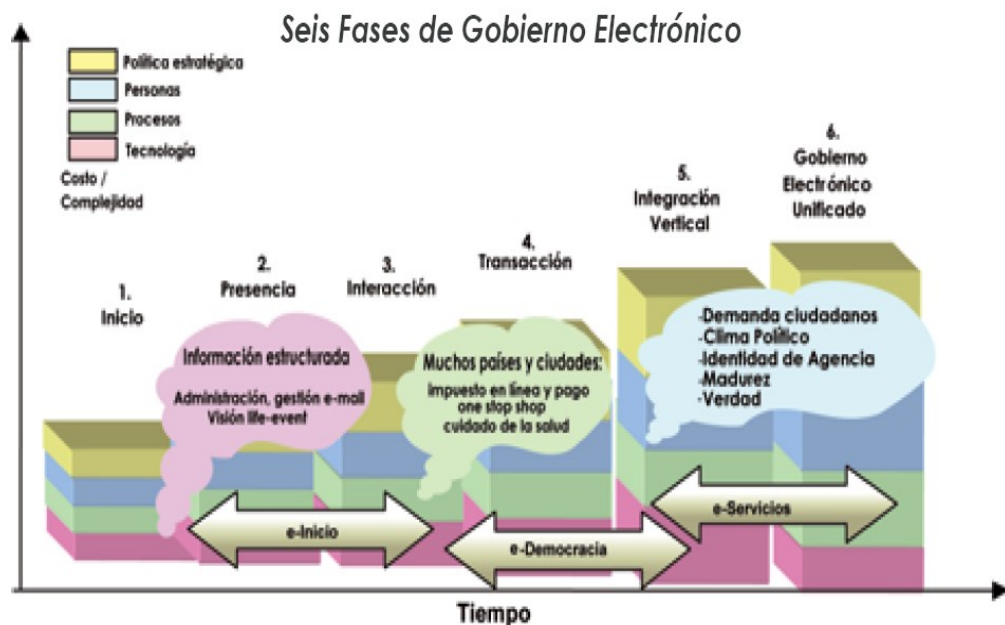 Seis Fases de Gobierno Electrónico
Política estratégica
Personas
Procesos
Tecnología
Costo /
Complejidad
1.
Inicio
2.
Presencia
3.
Interacción
4.
Transacción
5.
Integración
Vertical
6.
Gobierno
Electrónico
Unificado
Información estructurada
Administración, gestión e-mail
Visión life-event
Muchos países y ciudades:
impuesto en línea y pago
one stop shop
cuidado de la salud
-Demanda ciudadanos
-Clima Político
-Identidad de Agencia
-Madurez
-Verdad
e-Inicio
e-Democracia
e-Servicios
Tiempo